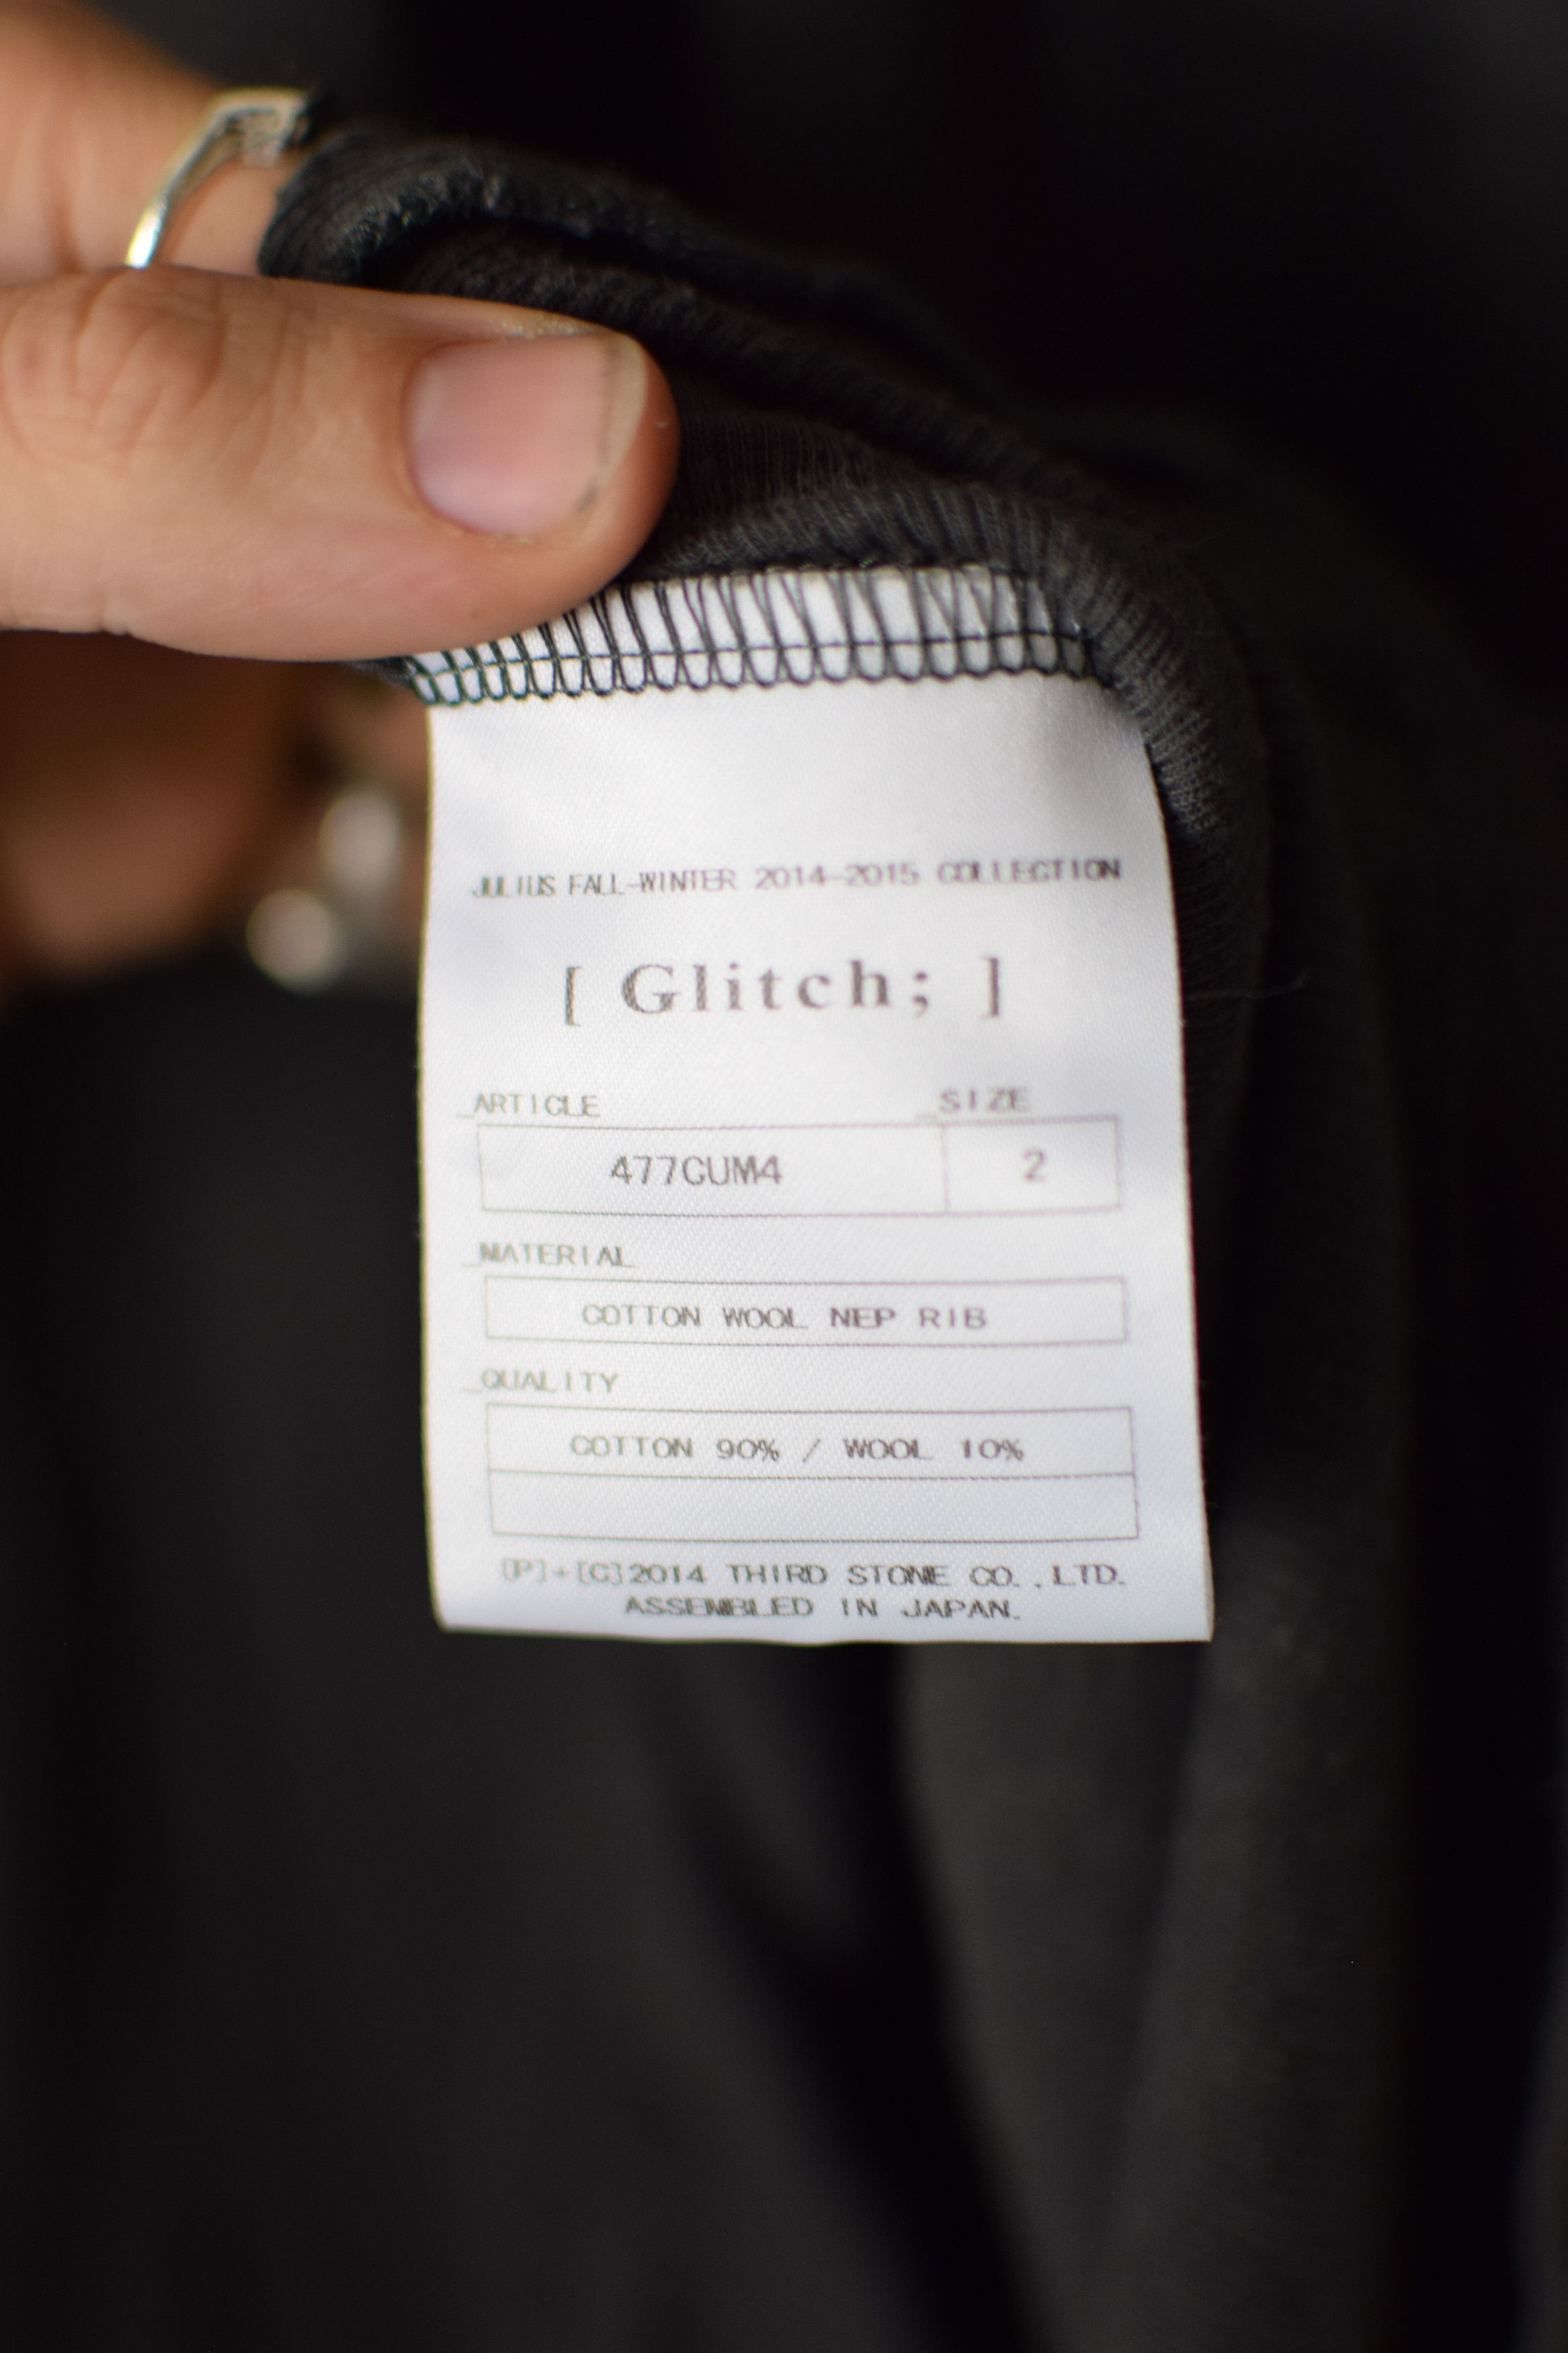 JULIUS FALL-WINTER 2014-2015 COLLECTION
[ Glitch; ]
_ARTICLE _SIZE
477CUM4 2
_MATERIAL
COTTON WOOL NEP RIB
_QUALITY
COTTON 90% / WOOL 10%
[P]+[C]2014 THIRD STONE CO.,LTD.
ASSEMBLED IN JAPAN.